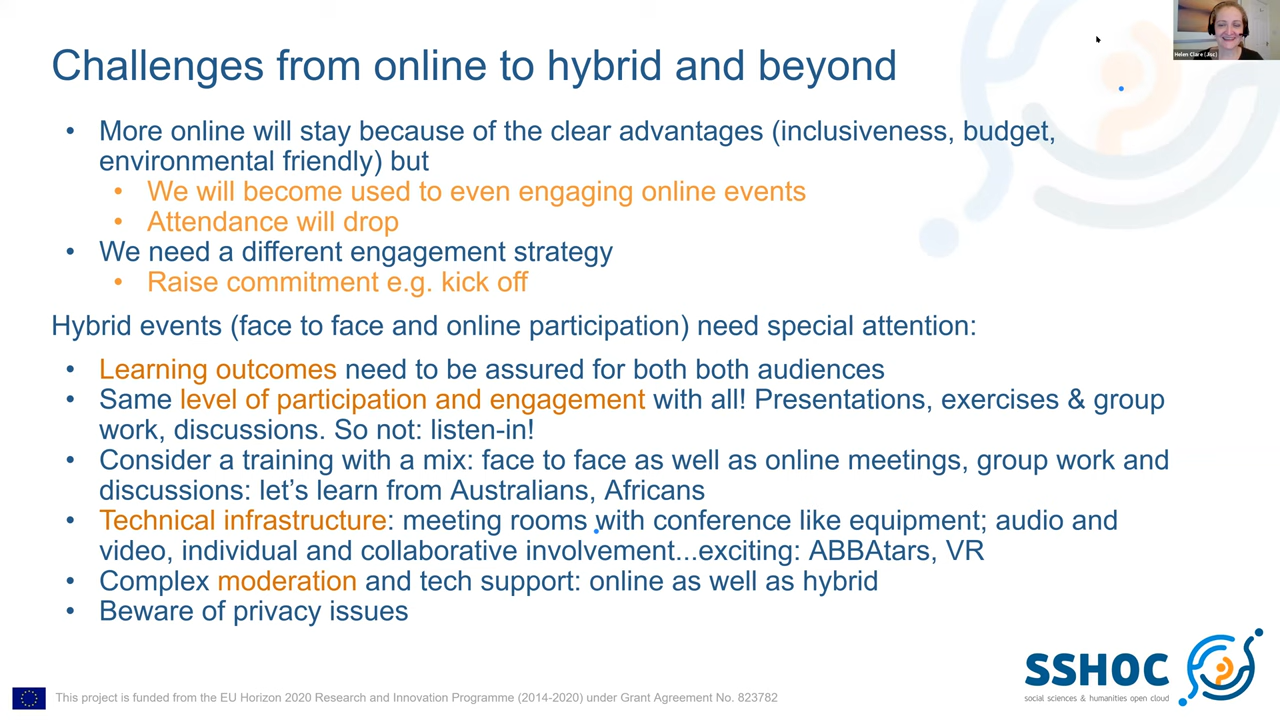 Challenges from online to hybrid and beyond
Helen Clare (Jisc)
• More online will stay because of the clear advantages (inclusiveness, budget,
environmental friendly) but
• We will become used to even engaging online events
• Attendance will drop
• We need a different engagement strategy
• Raise commitment e.g. kick off
Hybrid events (face to face and online participation) need special attention:
• Learning outcomes need to be assured for both both audiences
• Same level of participation and engagement with all! Presentations, exercises & group
work, discussions. So not: listen-in!
• Consider a training with a mix: face to face as well as online meetings, group work and
discussions: let’s learn from Australians, Africans
• Technical infrastructure: meeting rooms with conference like equipment; audio and
video, individual and collaborative involvement...exciting: ABBAtars, VR
• Complex moderation and tech support: online as well as hybrid
• Beware of privacy issues
SSHOC
social sciences & humanities open cloud
This project is funded from the EU Horizon 2020 Research and Innovation Programme (2014-2020) under Grant Agreement No. 823782